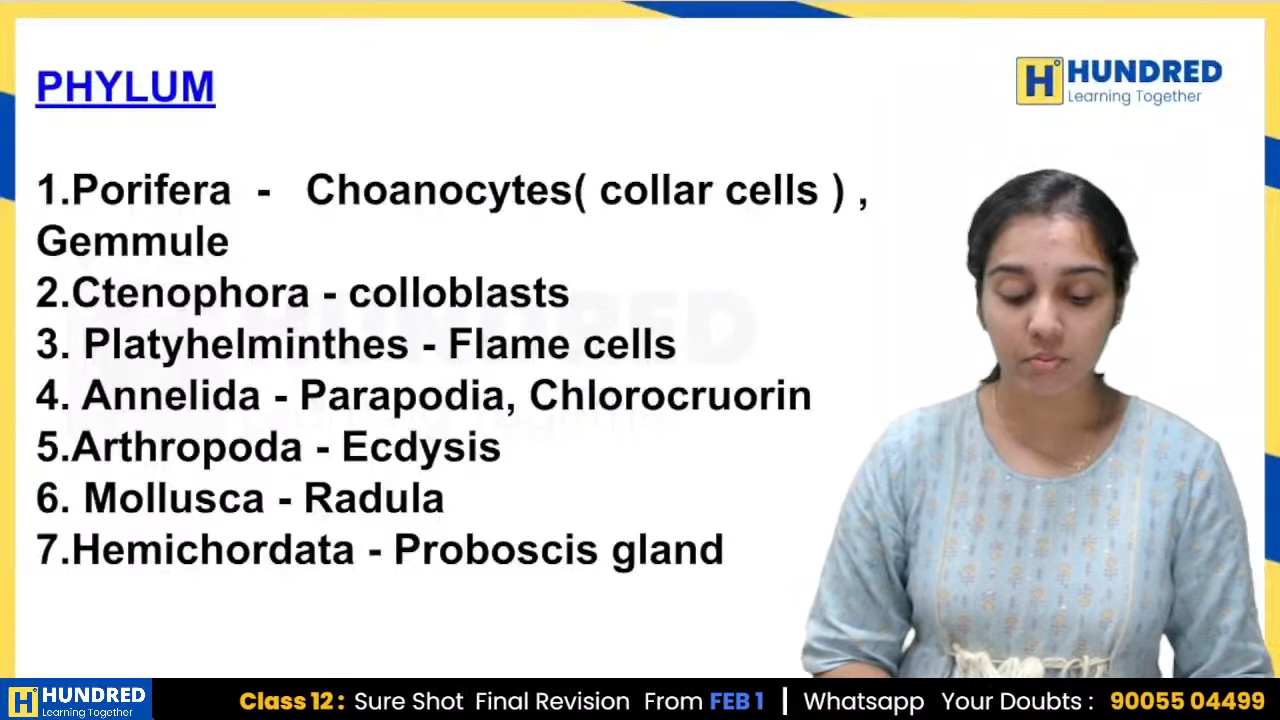 PHYLUM
H° HUNDRED
Learning Together
1.Porifera - Choanocytes( collar cells ) ,
Gemmule
2.Ctenophora - colloblasts
3. Platyhelminthes - Flame cells
4. Annelida - Parapodia, Chlorocruorin
5.Arthropoda - Ecdysis
6. Mollusca - Radula
7.Hemichordata - Proboscis gland
HUNDRED
H° HUNDRED
Learning Together
Class 12 : Sure Shot Final Revision From FEB 1 | Whatsapp Your Doubts : 90055 04499